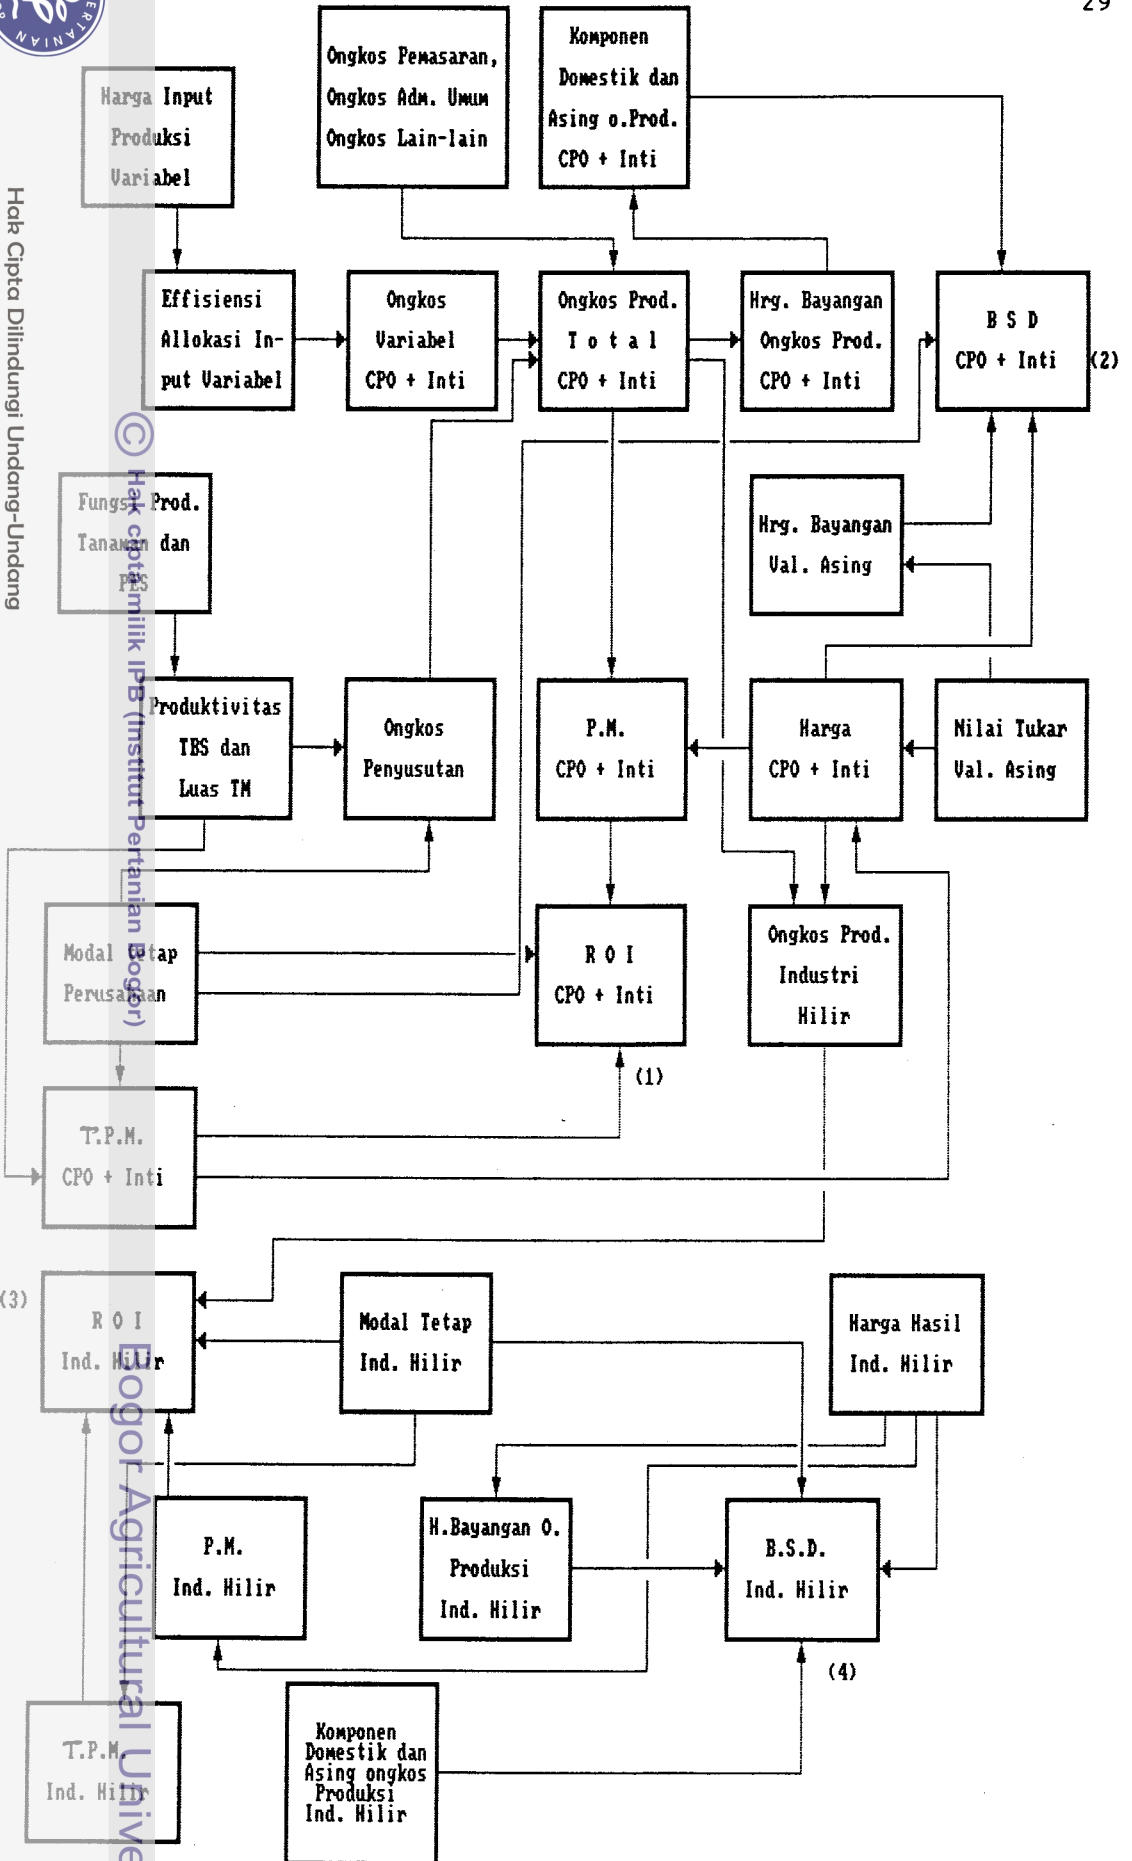 29
PERTANIAN
Harga Input
Produksi
Variabel
Ongkos Pemasaran,
Ongkos Adm. Umum
Ongkos Lain-lain
Komponen
Domestik dan
Asing o.Prod.
CPO + Inti
Effisiensi
Allokasi In-
put Variabel
Ongkos
Variabel
CPO + Inti
Ongkos Prod.
T o t a l
CPO + Inti
Hrg. Bayangan
Ongkos Prod.
CPO + Inti
B S D
CPO + Inti
(2)
Fungsi Prod.
Tanaman dan
PKS
Hrg. Bayangan
Val. Asing
Produktivitas
TBS dan
Luas TM
Ongkos
Penyusutan
P.M.
CPO + Inti
Harga
CPO + Inti
Nilai Tukar
Val. Asing
Modal Tetap
Perusahaan
R O I
CPO + Inti
(1)
Ongkos Prod.
Industri
Hilir
T.P.M.
CPO + Inti
(3)
R O I
Ind. Hilir
Modal Tetap
Ind. Hilir
Harga Hasil
Ind. Hilir
P.M.
Ind. Hilir
H.Bayangan O.
Produksi
Ind. Hilir
B.S.D.
Ind. Hilir
(4)
T.P.M.
Ind. Hilir
Komponen
Domestik dan
Asing ongkos
Produksi
Ind. Hilir
Hak Cipta Dilindungi Undang-Undang
© Hak cipta milik IPB (Institut Pertanian Bogor)
Bogor Agricultural Unive